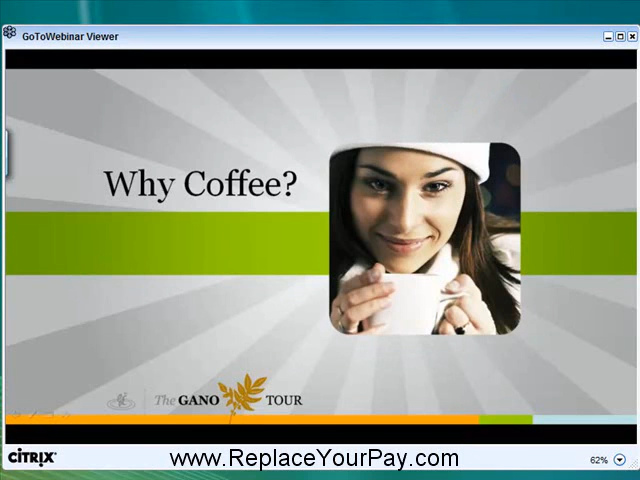 GoToWebinar Viewer
Why Coffee?
The GANO TOUR
CITRIX
www.ReplaceYourPay.com
62%